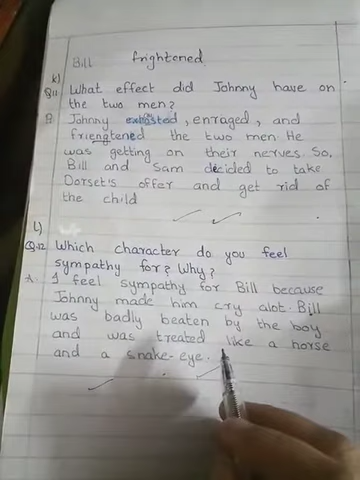 Bill frightened
K)
Q11. What effect did Johnny have on
the two men?
A. Johnny exhosted, enraged, and
friengtened the two men. He
was getting on their nerves. So,
Bill and Sam decided to take
Dorset's offer and get rid of
the child
L)
Q.12 Which character do you feel
sympathy for? Why?
A. I feel sympathy for Bill because
Johnny made him cry alot. Bill
was badly beaten by the boy
and was treated like a horse
and a snake-eye.